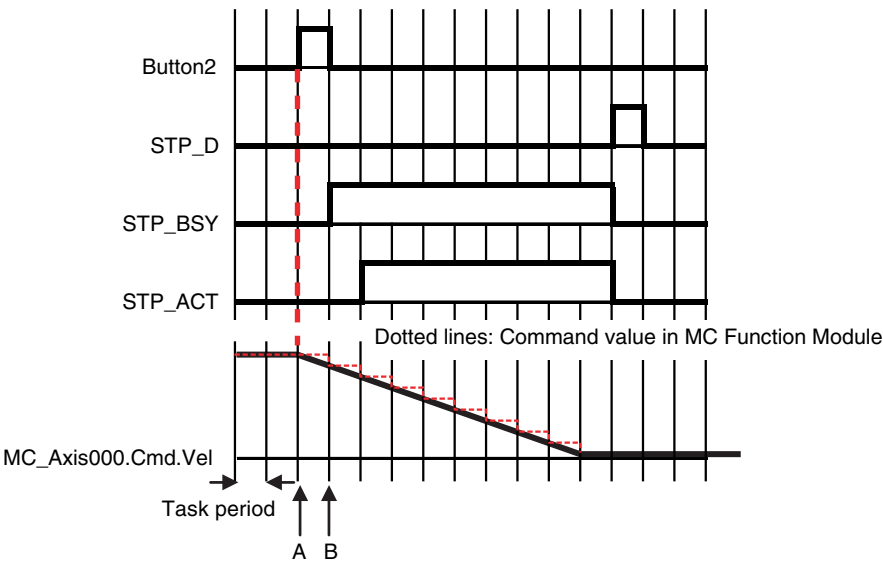 Button2
STP_D
STP_BSY
STP_ACT
Dotted lines: Command value in MC Function Module
MC_Axis000.Cmd.Vel
Task period
A B